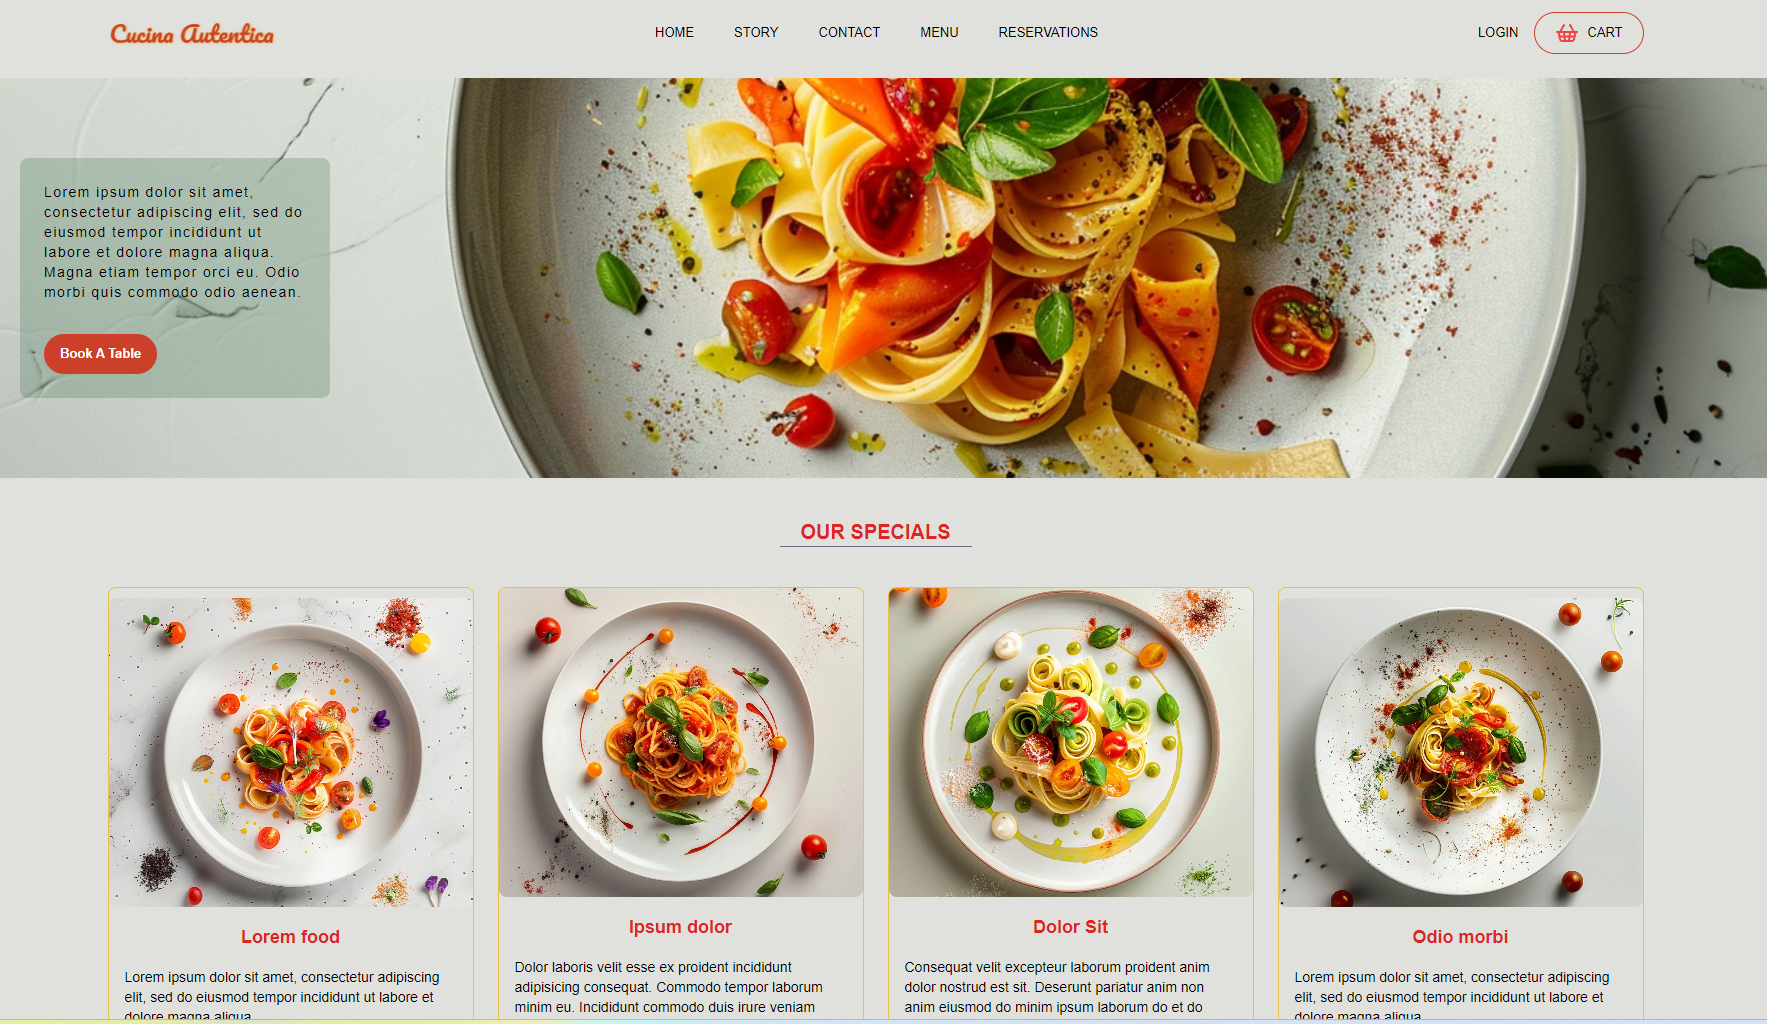 Cucina Autentica
HOME STORY CONTACT MENU RESERVATIONS
LOGIN CART
Lorem ipsum dolor sit amet,
consectetur adipiscing elit, sed do
eiusmod tempor incididunt ut
labore et dolore magna aliqua.
Magna etiam tempor orci eu. Odio
morbi quis commodo odio aenean.
Book A Table
OUR SPECIALS
Lorem food
Lorem ipsum dolor sit amet, consectetur adipiscing
elit, sed do eiusmod tempor incididunt ut labore et
dolore magna aliqua
Ipsum dolor
Dolor laboris velit esse ex proident incididunt
adipisicing consequat. Commodo tempor laborum
minim eu. Incididunt commodo duis irure veniam
Dolor Sit
Consequat velit excepteur laborum proident anim
dolor nostrud est sit. Deserunt pariatur anim non
anim eiusmod do minim ipsum laborum do et do
Odio morbi
Lorem ipsum dolor sit amet, consectetur adipiscing
elit, sed do eiusmod tempor incididunt ut labore et
dolore magna aliqua